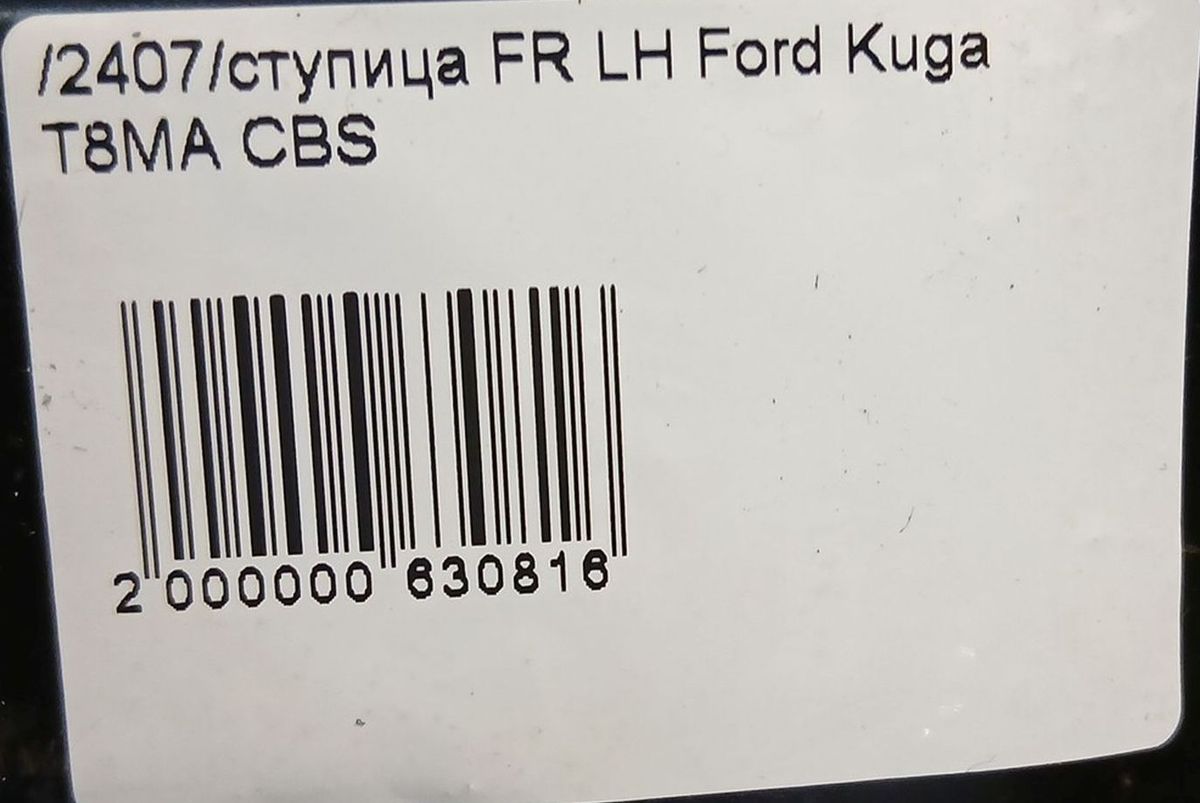 /2407/ступица FR LH Ford Kuga
T8MA CBS
2 000000 630816